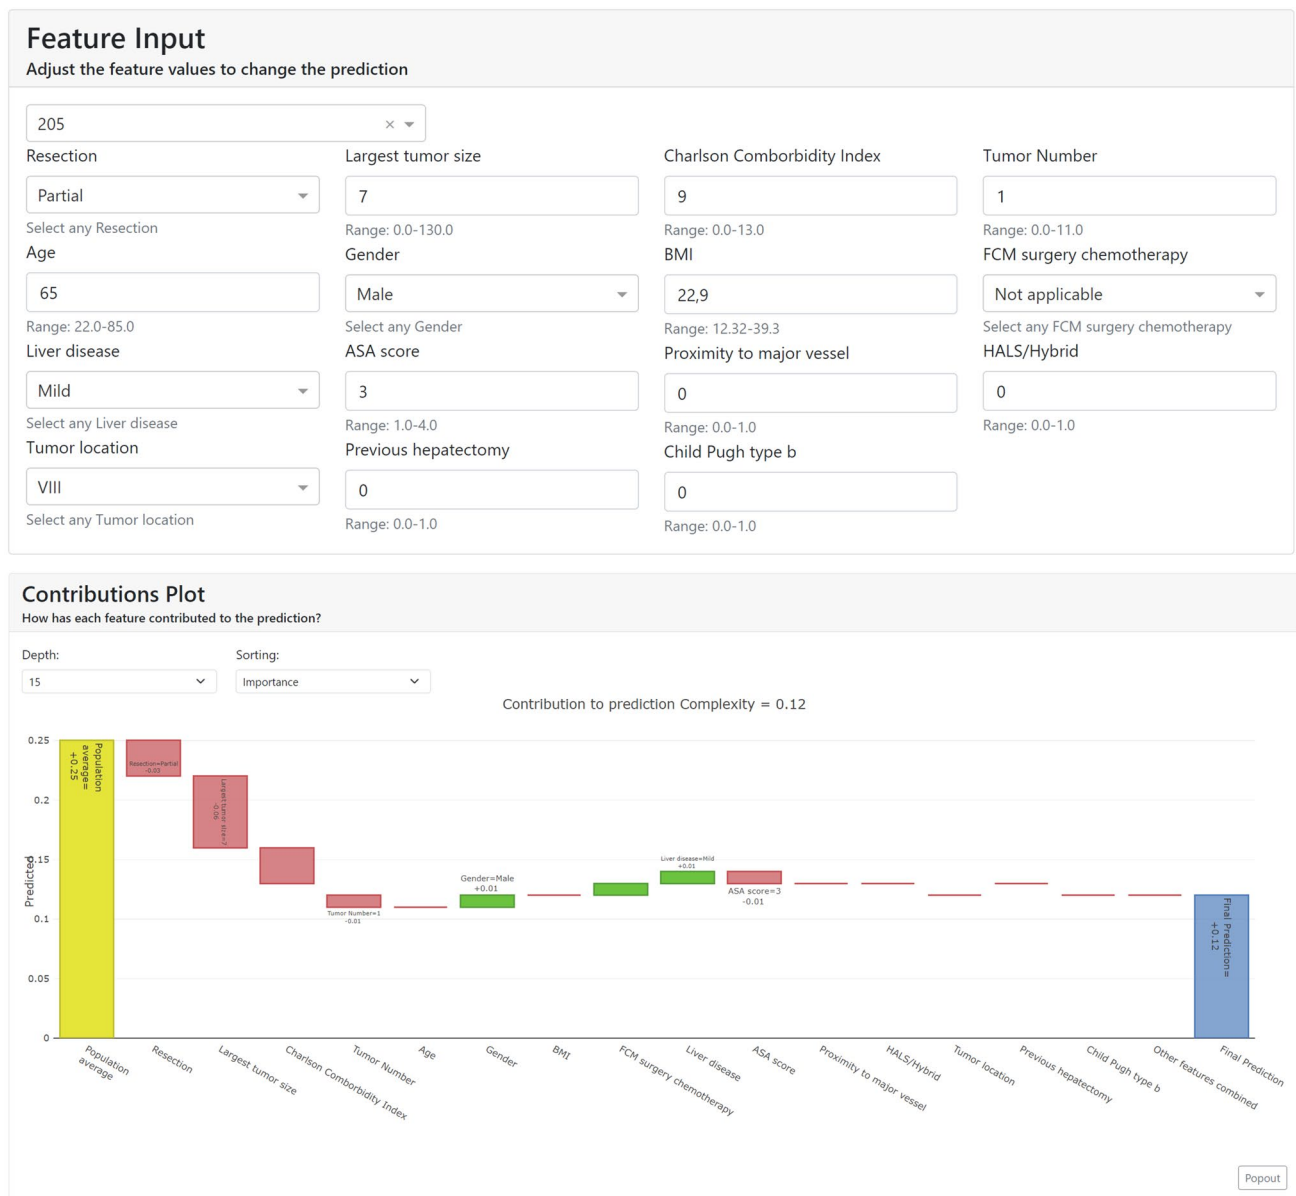 Feature Input
Adjust the feature values to change the prediction
205
Resection
Largest tumor size
Charlson Comborbidity Index
Tumor Number
Partial
7
9
1
Select any Resection
Range: 0.0-130.0
Range: 0.0-13.0
Range: 0.0-11.0
Age
Gender
BMI
FCM surgery chemotherapy
65
Male
22,9
Not applicable
Range: 22.0-85.0
Select any Gender
Range: 12.32-39.3
Select any FCM surgery chemotherapy
Liver disease
ASA score
Proximity to major vessel
HALS/Hybrid
Mild
3
0
0
Select any Liver disease
Range: 1.0-4.0
Range: 0.0-1.0
Range: 0.0-1.0
Tumor location
Previous hepatectomy
Child Pugh type b
VIII
0
0
Select any Tumor location
Range: 0.0-1.0
Range: 0.0-1.0
Contributions Plot
How has each feature contributed to the prediction?
Depth:
Sorting:
15
Importance
Contribution to prediction Complexity = 0.12
Predicted
0.25
0.2
0.15
0.1
0.05
0
Population
average=
+0.25
Resection=Partial
-0.03
Largest tumor size=7
-0.06
Tumor Number=1
-0.01
Gender=Male
+0.01
Liver disease=Mild
+0.01
ASA score=3
-0.01
Final Prediction=
+0.12
Population
average
Resection
Largest tumor size
Charlson Comborbidity Index
Tumor Number
Age
Gender
BMI
FCM surgery chemotherapy
Liver disease
ASA score
Proximity to major vessel
HALS/Hybrid
Tumor location
Previous hepatectomy
Child Pugh type b
Other features combined
Final Prediction
Popout